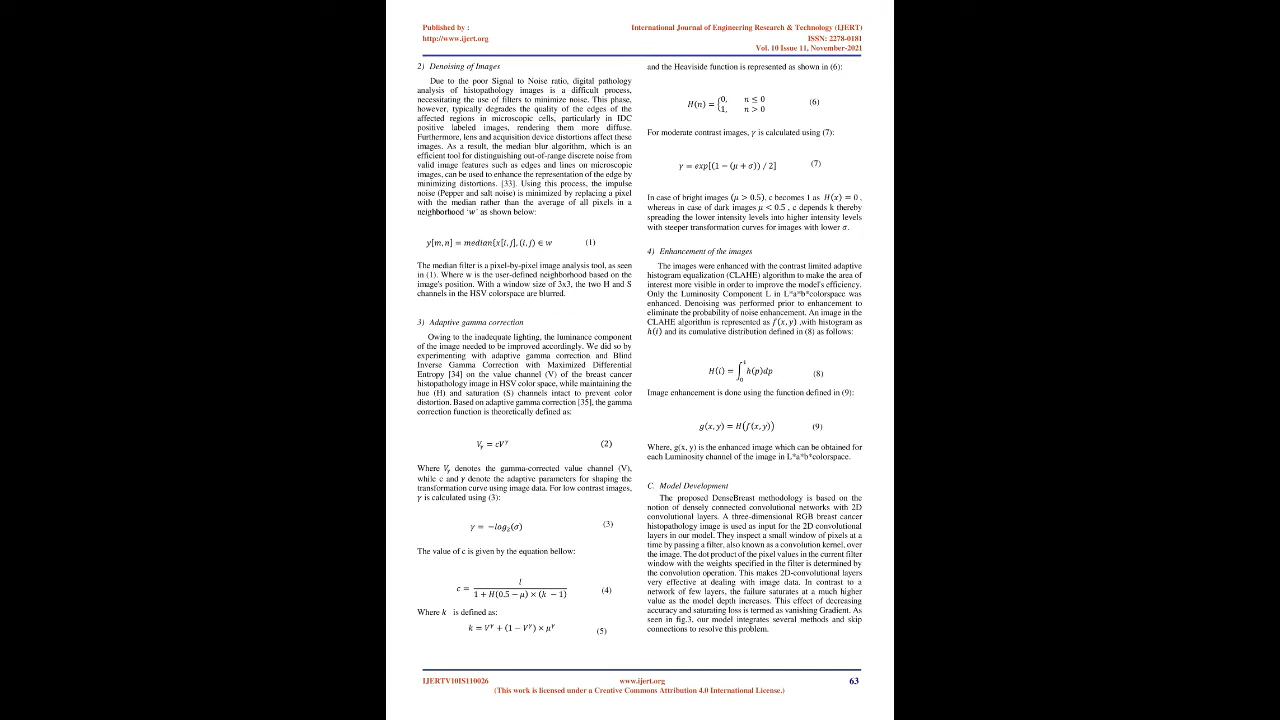 Published by :
http://www.ijert.org
International Journal of Engineering Research & Technology (IJERT)
ISSN: 2278-0181
Vol. 10 Issue 11, November-2021
2) Denoising of Images
Due to the poor Signal to Noise ratio, digital pathology
analysis of histopathology images is a difficult process,
necessitating the use of filters to minimize noise. This phase,
however, typically degrades the quality of the edges of the
affected regions in microscopic cells, particularly in IDC
positive labeled images, rendering them more diffuse.
Furthermore, lens and acquisition device distortions affect these
images. As a result, the median blur algorithm, which is an
efficient tool for distinguishing out-of-range discrete noise from
valid image features such as edges and lines on microscopic
images, can be used to enhance the representation of the edge by
minimizing distortions. [33]. Using this process, the impulse
noise (Pepper and salt noise) is minimized by replacing a pixel
with the median rather than the average of all pixels in a
neighborhood 'w' as shown below:
y[m, n] = median{x[i, j], (i, j) ∈ w (1)
The median filter is a pixel-by-pixel image analysis tool, as seen
in (1). Where w is the user-defined neighborhood based on the
image's position. With a window size of 3x3, the two H and S
channels in the HSV colorspace are blurred.
3) Adaptive gamma correction
Owing to the inadequate lighting, the luminance component
of the image needed to be improved accordingly. We did so by
experimenting with adaptive gamma correction and Blind
Inverse Gamma Correction with Maximized Differential
Entropy [34] on the value channel (V) of the breast cancer
histopathology image in HSV color space, while maintaining the
hue (H) and saturation (S) channels intact to prevent color
distortion. Based on adaptive gamma correction [35], the gamma
correction function is theoretically defined as:
Vγ = cV^γ (2)
Where Vγ denotes the gamma-corrected value channel (V),
while c and γ denote the adaptive parameters for shaping the
transformation curve using image data. For low contrast images,
γ is calculated using (3):
γ = −log₂(σ) (3)
The value of c is given by the equation bellow:
c = l / 1 + H(0.5 − μ) × (k − 1) (4)
Where k is defined as:
k = V^γ + (1 − V^γ) × μ^γ (5)
and the Heaviside function is represented as shown in (6):
H(n) = {0, n ≤ 0
1, n > 0 (6)
For moderate contrast images, γ is calculated using (7):
γ = exp[(1 − (μ + σ)) / 2] (7)
In case of bright images (μ > 0.5), c becomes 1 as H(x) = 0 ,
whereas in case of dark images μ < 0.5 , c depends k thereby
spreading the lower intensity levels into higher intensity levels
with steeper transformation curves for images with lower σ.
4) Enhancement of the images
The images were enhanced with the contrast limited adaptive
histogram equalization (CLAHE) algorithm to make the area of
interest more visible in order to improve the model's efficiency.
Only the Luminosity Component L in L*a*b*colorspace was
enhanced. Denoising was performed prior to enhancement to
eliminate the probability of noise enhancement. An image in the
CLAHE algorithm is represented as f(x, y) ,with histogram as
h(i) and its cumulative distribution defined in (8) as follows:
H(i) = ∫₀¹ h(p)dp (8)
Image enhancement is done using the function defined in (9):
g(x, y) = H(f(x, y)) (9)
Where, g(x, y) is the enhanced image which can be obtained for
each Luminosity channel of the image in L*a*b*colorspace.
C. Model Development
The proposed DenseBreast methodology is based on the
notion of densely connected convolutional networks with 2D
convolutional layers. A three-dimensional RGB breast cancer
histopathology image is used as input for the 2D convolutional
layers in our model. They inspect a small window of pixels at a
time by passing a filter, also known as a convolution kernel, over
the image. The dot product of the pixel values in the current filter
window with the weights specified in the filter is determined by
the convolution operation. This makes 2D-convolutional layers
very effective at dealing with image data. In contrast to a
network of few layers, the failure saturates at a much higher
value as the model depth increases. This effect of decreasing
accuracy and saturating loss is termed as vanishing Gradient. As
seen in fig.3, our model integrates several methods and skip
connections to resolve this problem.
IJERTV10IS110026
www.ijert.org
63
(This work is licensed under a Creative Commons Attribution 4.0 International License.)